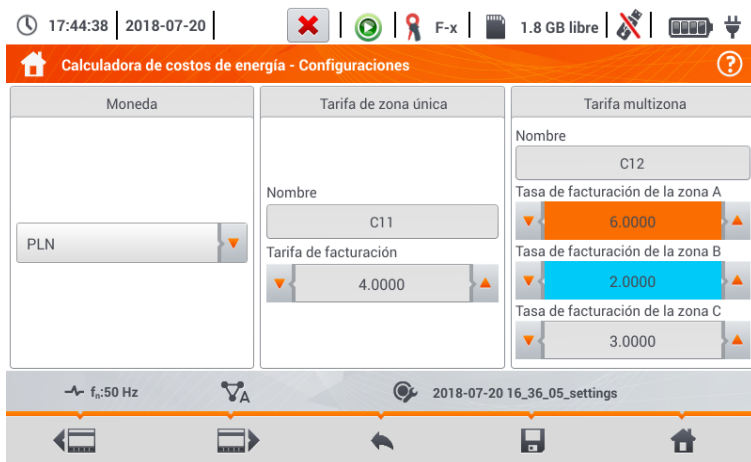 17:44:38 2018-07-20 F-x 1.8 GB libre
Calculadora de costos de energía - Configuraciones ?
Moneda
PLN
Tarifa de zona única
Nombre
C11
Tarifa de facturación
4.0000
Tarifa multizona
Nombre
C12
Tasa de facturación de la zona A
6.0000
Tasa de facturación de la zona B
2.0000
Tasa de facturación de la zona C
3.0000
fn:50 Hz A 2018-07-20 16_36_05_settings